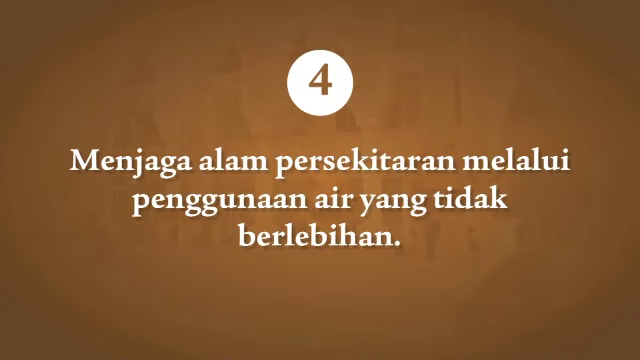 4
Menjaga alam persekitaran melalui
penggunaan air yang tidak
berlebihan.